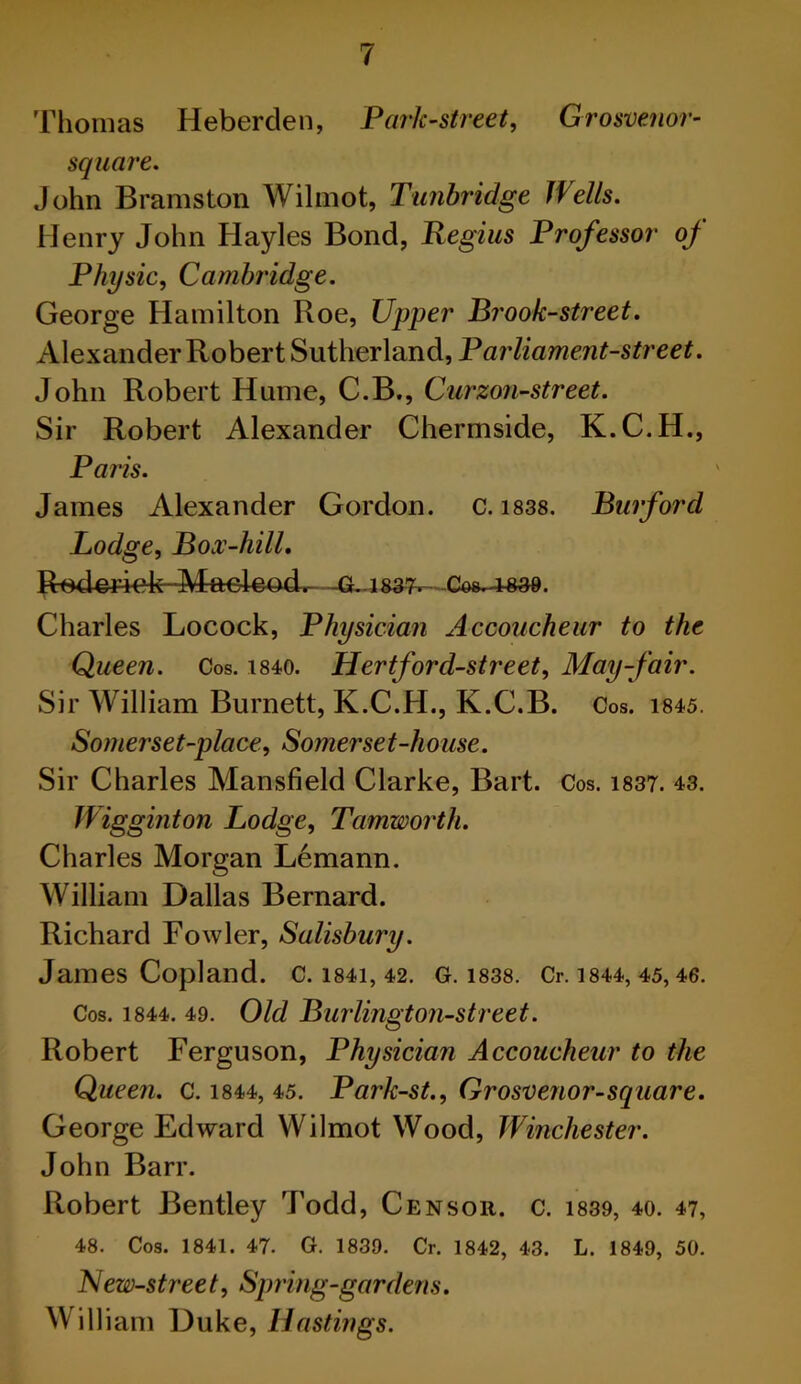 7
Thomas Heberden, Park-street, Grosvenor-
square.
John Bramston Wilmot, Tunbridge Wells.
Henry John Hayles Bond, Regius Professor of
Physic, Cambridge.
George Hamilton Roe, Upper Brook-street.
Alexander Robert Sutherland, Parliament-street.
John Robert Hume, C.B., Curzon-street.
Sir Robert Alexander Chermside, K.C.H.,
Paris.
James Alexander Gordon. C. 1838. Burford
Lodge, Box-hill.
Roderick Macleod. G. 1837. Cos. 1839.
Charles Locock, Physician Accoucheur to the
Queen. Cos. 1840. Hertford-street, May-fair.
Sir William Burnett, K.C.H., K.C.B. Cos. 1845.
Somerset-place, Somerset-house.
Sir Charles Mansfield Clarke, Bart. Cos. 1837. 43.
Wigginton Lodge, Tamworth.
Charles Morgan Lémann.
William Dallas Bernard.
Richard Fowler, Salisbury.
James Copland. C. 1841, 42. G. 1838. Cr. 1844, 45, 46.
Cos. 1844. 49. Old Burlington-street.
Robert Ferguson, Physician Accoucheur to the
Queen. C. 1844, 45. Park-st., Grosvenor-square.
George Edward Wilmot Wood, Winchester.
John Barr.
Robert Bentley Todd, Censor. C. 1839, 40. 47,
48. Cos. 1841. 47. G. 1839. Cr. 1842, 43. L. 1849, 50.
New-street, Spring-gardens.
William Duke, Hastings.